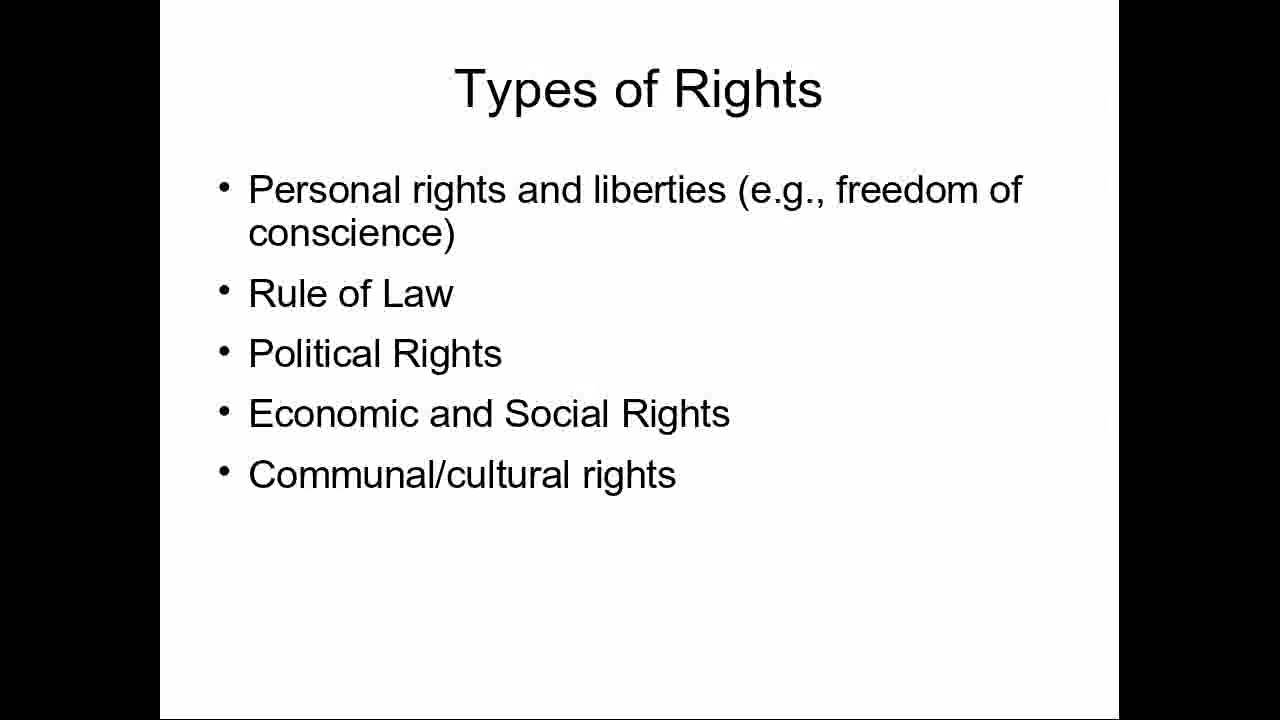 Types of Rights
• Personal rights and liberties (e.g., freedom of
conscience)
• Rule of Law
• Political Rights
• Economic and Social Rights
• Communal/cultural rights